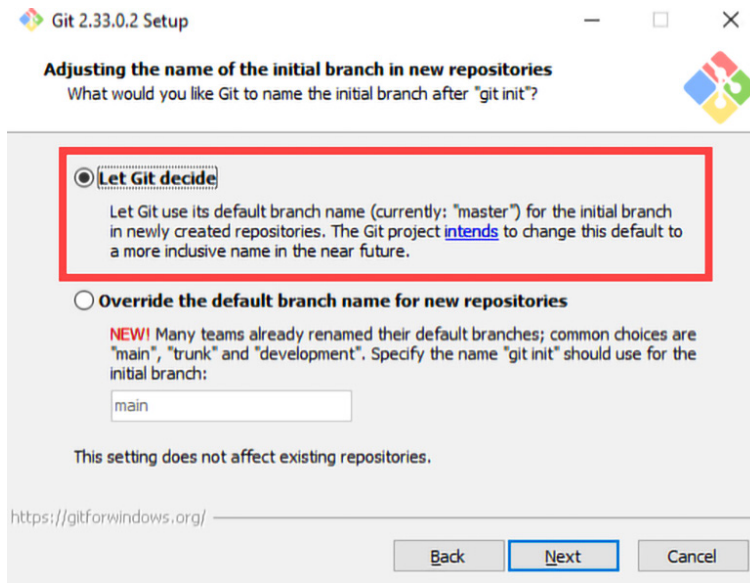 Git 2.33.0.2 Setup
Adjusting the name of the initial branch in new repositories
What would you like Git to name the initial branch after "git init"?
Let Git decide
Let Git use its default branch name (currently: "master") for the initial branch
in newly created repositories. The Git project intends to change this default to
a more inclusive name in the near future.
Override the default branch name for new repositories
NEW! Many teams already renamed their default branches; common choices are
"main", "trunk" and "development". Specify the name "git init" should use for the
initial branch:
main
This setting does not affect existing repositories.
https://gitforwindows.org/
Back
Next
Cancel